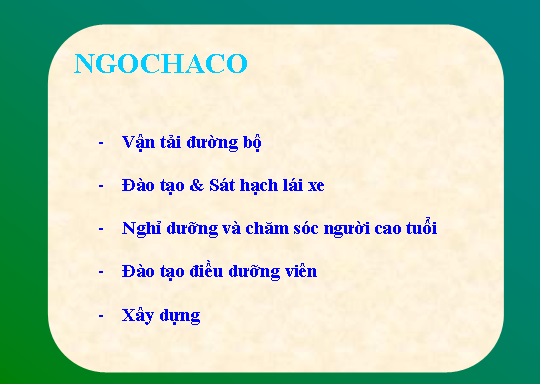 NGOCHACO
- Vận tải đường bộ
- Đào tạo & Sát hạch lái xe
- Nghỉ dưỡng và chăm sóc người cao tuổi
- Đào tạo điều dưỡng viên
- Xây dựng